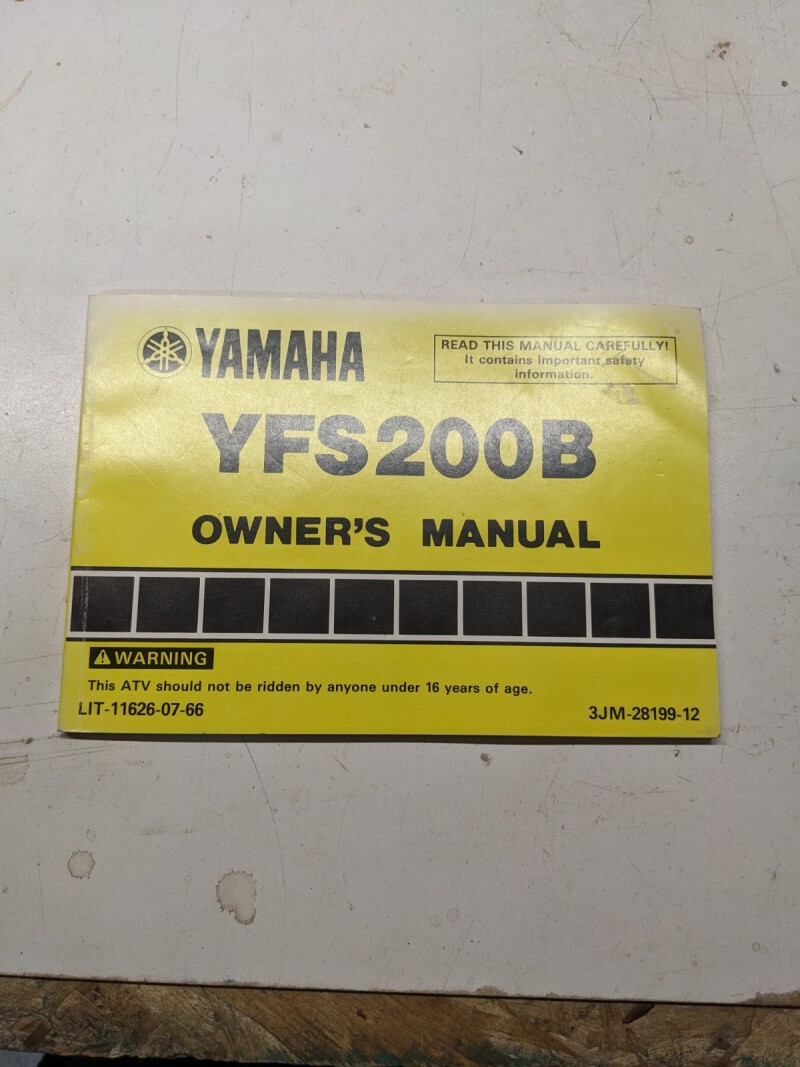 YAMAHA
READ THIS MANUAL CAREFULLY!
It contains important safety
information.
YFS200B
OWNER'S MANUAL
WARNING
This ATV should not be ridden by anyone under 16 years of age.
LIT-11626-07-66
3JM-28199-12